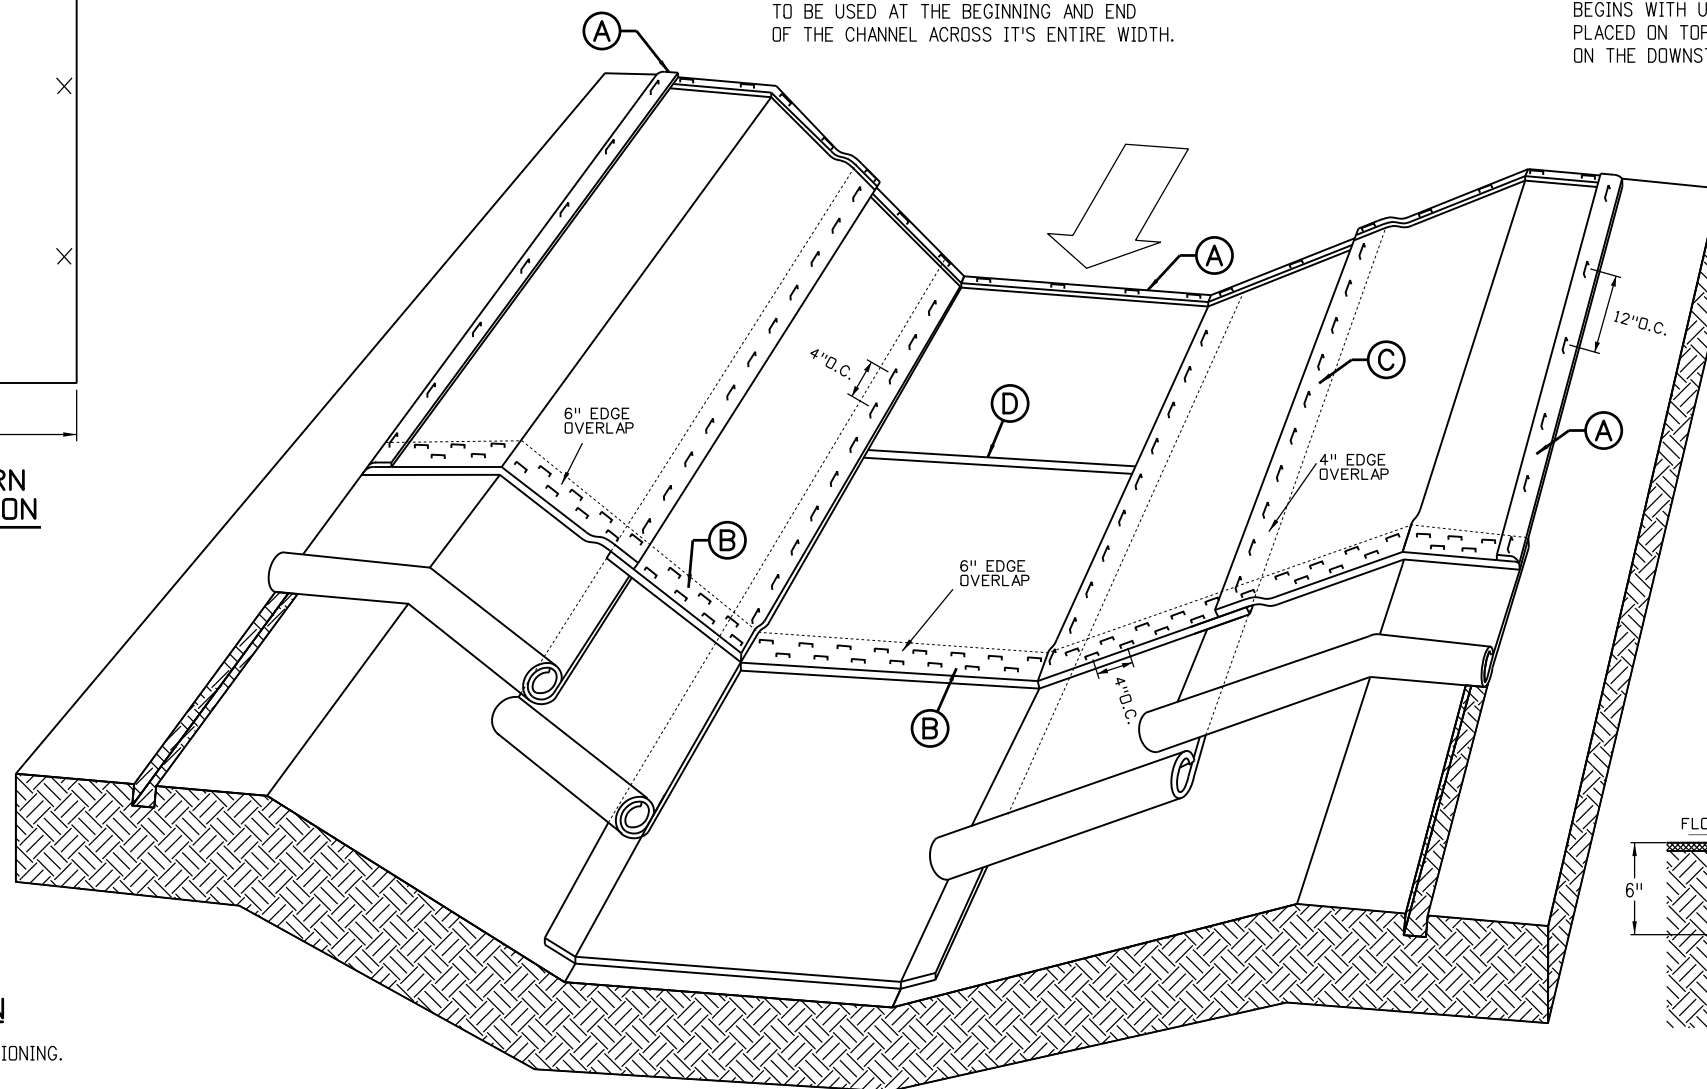 TO BE USED AT THE BEGINNING AND END
OF THE CHANNEL ACROSS IT'S ENTIRE WIDTH.
BEGINS WITH U
PLACED ON TOP
ON THE DOWNST
A
A
12"O.C.
C
4"O.C.
D
6" EDGE
OVERLAP
A
4" EDGE
OVERLAP
RN
ON
B
6" EDGE
OVERLAP
4"O.C.
B
FLO
6"
N
IONING.